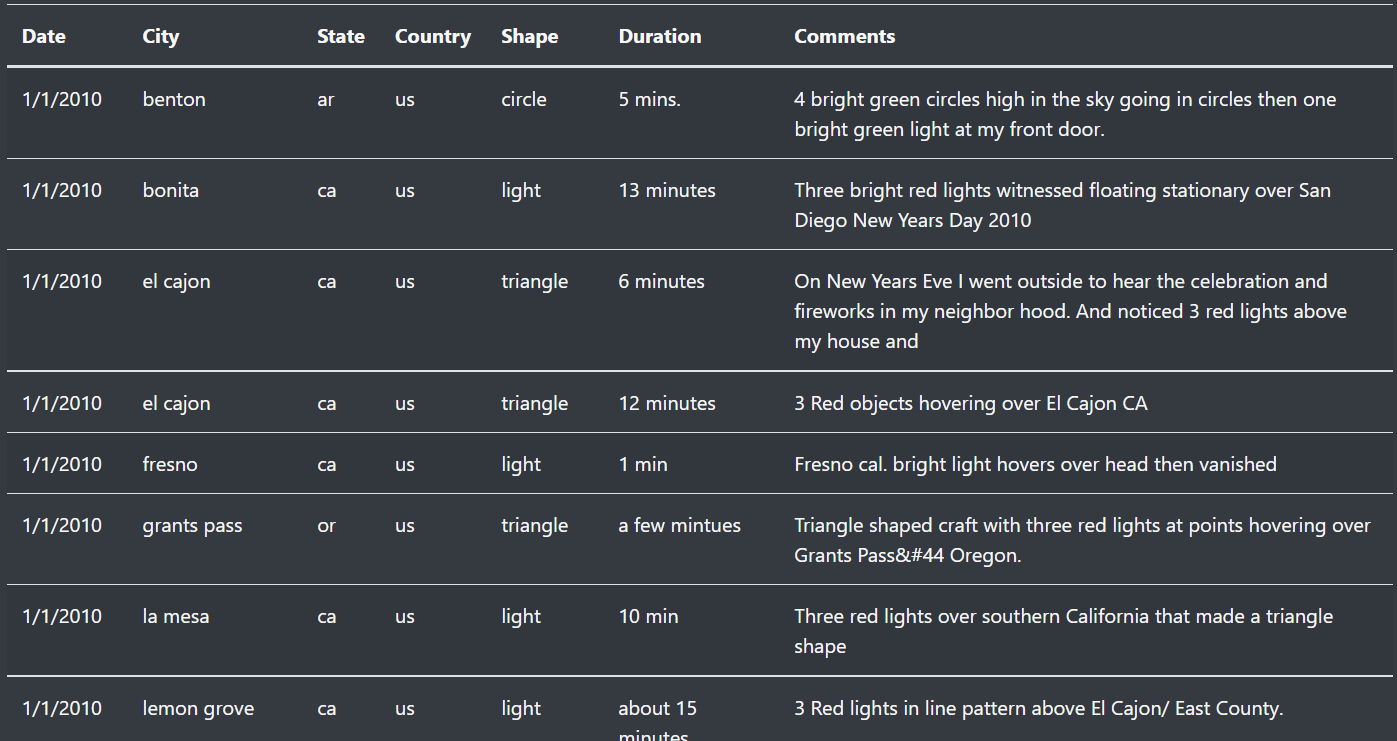 Date City State Country Shape Duration Comments
1/1/2010 benton ar us circle 5 mins. 4 bright green circles high in the sky going in circles then one
bright green light at my front door.
1/1/2010 bonita ca us light 13 minutes Three bright red lights witnessed floating stationary over San
Diego New Years Day 2010
1/1/2010 el cajon ca us triangle 6 minutes On New Years Eve I went outside to hear the celebration and
fireworks in my neighbor hood. And noticed 3 red lights above
my house and
1/1/2010 el cajon ca us triangle 12 minutes 3 Red objects hovering over El Cajon CA
1/1/2010 fresno ca us light 1 min Fresno cal. bright light hovers over head then vanished
1/1/2010 grants pass or us triangle a few mintues Triangle shaped craft with three red lights at points hovering over
Grants Pass&#44 Oregon.
1/1/2010 la mesa ca us light 10 min Three red lights over southern California that made a triangle
shape
1/1/2010 lemon grove ca us light about 15 3 Red lights in line pattern above El Cajon/ East County.
minutes